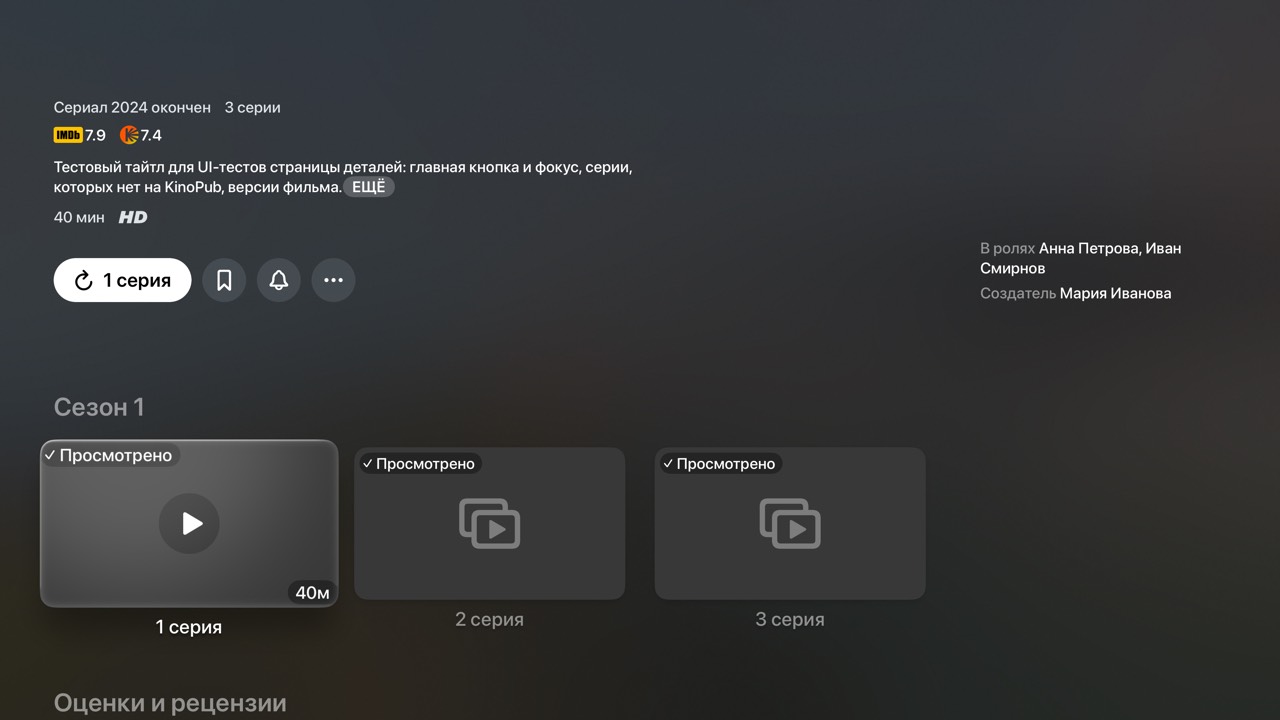 Сериал 2024 окончен 3 серии
IMDb 7.9 7.4
Тестовый тайтл для UI-тестов страницы деталей: главная кнопка и фокус, серии,
которых нет на KinoPub, версии фильма. ЕЩЁ
40 мин HD
В ролях Анна Петрова, Иван
Смирнов
Создатель Мария Иванова
1 серия
Сезон 1
Просмотрено
Просмотрено
Просмотрено
40м
1 серия
2 серия
3 серия
Оценки и рецензии